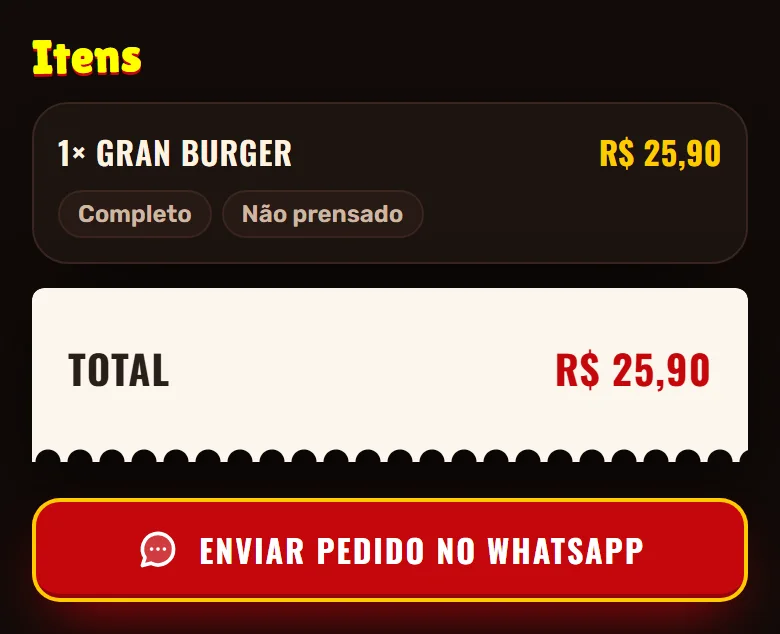 Itens
1× GRAN BURGER R$ 25,90
Completo Não prensado
TOTAL R$ 25,90
ENVIAR PEDIDO NO WHATSAPP